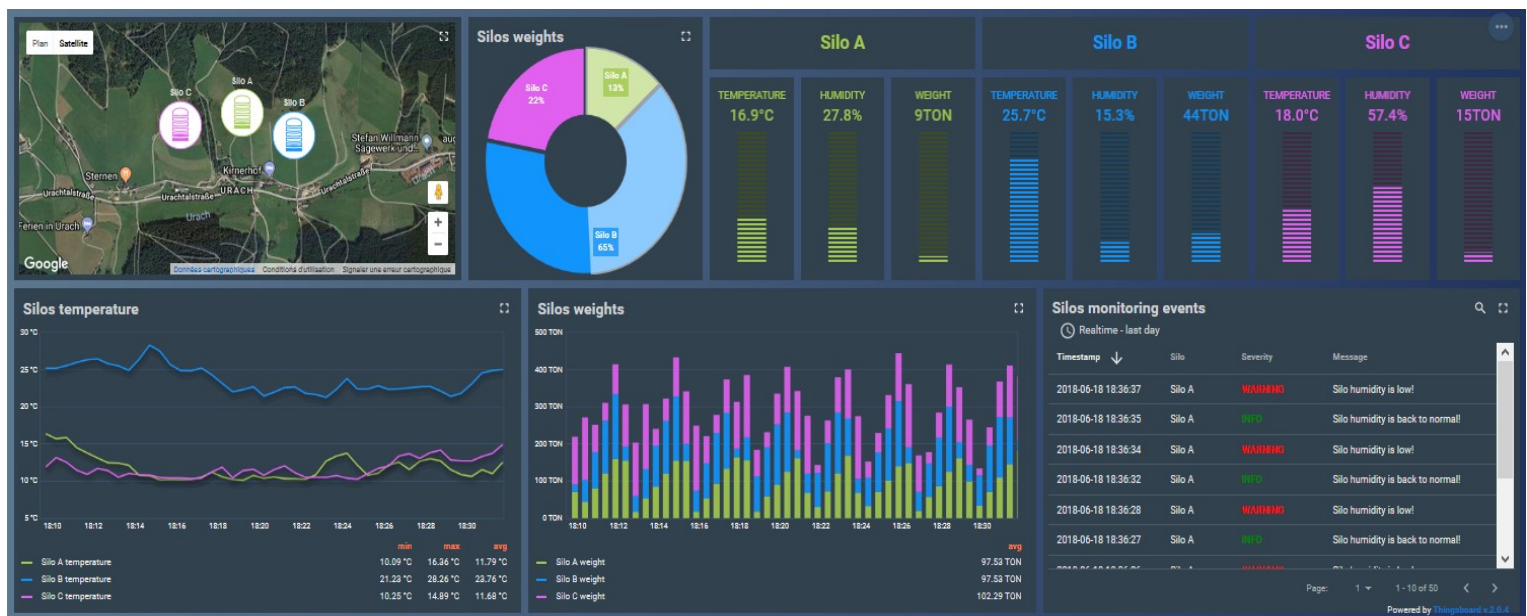 Plan Satellite
Silo A
Silo C
Silo B
Stefan Willmann
Sägewerk und...
Sternen
Kirnerhof
URACH
Urachtalstraße
Urachtalstraße
Urachtalstraße
Urach
Ferien in Urach
+
−
Google
Données cartographiques Conditions d'utilisation Signaler une erreur cartographique
Silos weights
Silo A
13%
Silo C
22%
Silo B
65%
Silo A
TEMPERATURE HUMIDITY WEIGHT
16.9°C 27.8% 9TON
Silo B
TEMPERATURE HUMIDITY WEIGHT
25.7°C 15.3% 44TON
Silo C
TEMPERATURE HUMIDITY WEIGHT
18.0°C 57.4% 15TON
Silos temperature
30 °C
25 °C
20 °C
15 °C
10 °C
5 °C
18:10 18:12 18:14 18:16 18:18 18:20 18:22 18:24 18:26 18:28 18:30
min max avg
Silo A temperature 10.09 °C 16.36 °C 11.79 °C
Silo B temperature 21.23 °C 28.26 °C 23.76 °C
Silo C temperature 10.25 °C 14.89 °C 11.68 °C
Silos weights
500 TON
400 TON
300 TON
200 TON
100 TON
0 TON
18:10 18:12 18:14 18:16 18:18 18:20 18:22 18:24 18:26 18:28 18:30
avg
Silo A weight 97.53 TON
Silo B weight 97.53 TON
Silo C weight 102.29 TON
Silos monitoring events
Realtime - last day
Timestamp Silo Severity Message
2018-06-18 18:36:37 Silo A WARNING Silo humidity is low!
2018-06-18 18:36:35 Silo A INFO Silo humidity is back to normal!
2018-06-18 18:36:34 Silo A WARNING Silo humidity is low!
2018-06-18 18:36:32 Silo A INFO Silo humidity is back to normal!
2018-06-18 18:36:28 Silo A WARNING Silo humidity is low!
2018-06-18 18:36:27 Silo A INFO Silo humidity is back to normal!
Page: 1 1 - 10 of 50
Powered by Thingsboard v.2.0.4